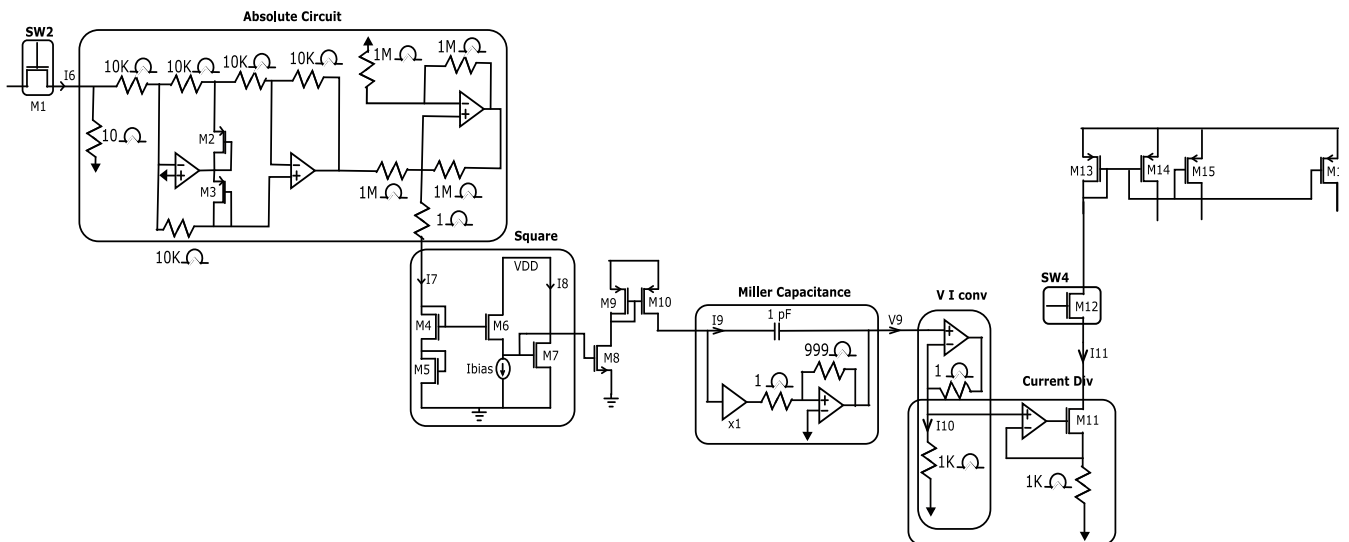 Absolute Circuit
SW2
I6
M1
10K Ω
10K Ω
10K Ω
10K Ω
1M Ω
1M Ω
10 Ω
M2
M3
10K Ω
1M Ω
1M Ω
1 Ω
Square
I7
VDD
I8
M4
M6
M5
Ibias
M7
M8
M9
M10
Miller Capacitance
1 pF
I9
1 Ω
999 Ω
x1
V9
V I conv
1 Ω
Current Div
I10
1K Ω
1K Ω
M11
I11
SW4
M12
M13
M14
M15